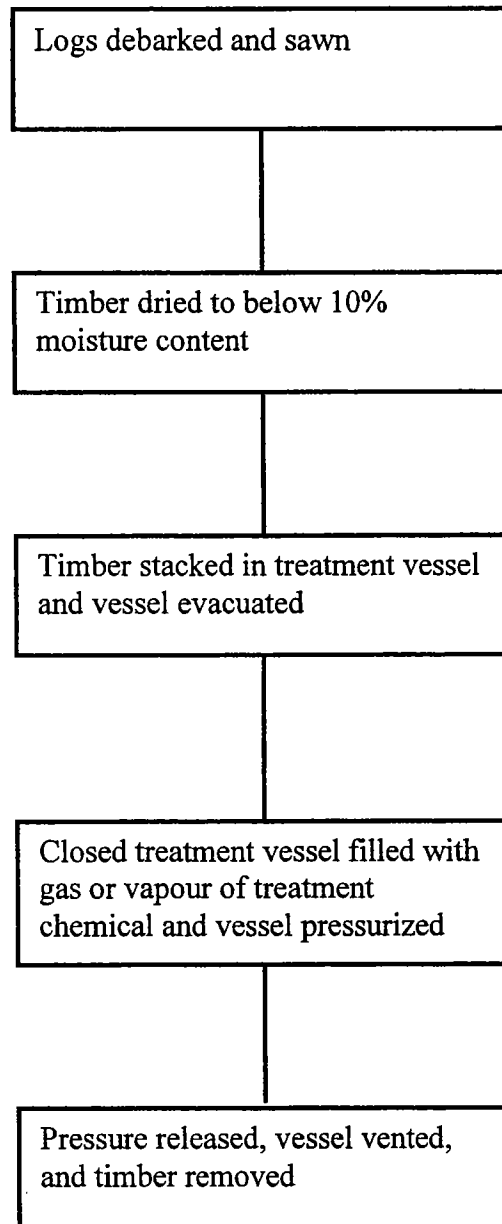 Logs debarked and sawn
Timber dried to below 10%
moisture content
Timber stacked in treatment vessel
and vessel evacuated
Closed treatment vessel filled with
gas or vapour of treatment
chemical and vessel pressurized
Pressure released, vessel vented,
and timber removed